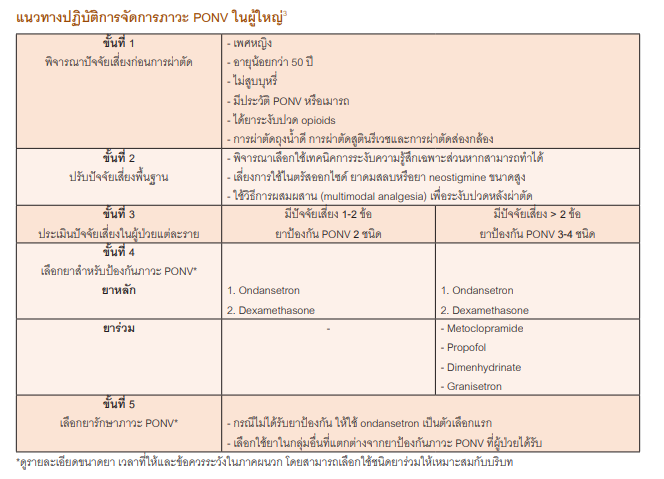 แนวทางปฏิบัติการจัดการภาวะ PONV ในผู้ใหญ่³
ขั้นที่ 1
พิจารณาปัจจัยเสี่ยงก่อนการผ่าตัด
- เพศหญิง
- อายุน้อยกว่า 50 ปี
- ไม่สูบบุหรี่
- มีประวัติ PONV หรือเมารถ
- ได้ยาระงับปวด opioids
- การผ่าตัดถุงน้ำดี การผ่าตัดสูตินรีเวชและการผ่าตัดส่องกล้อง
ขั้นที่ 2
ปรับปัจจัยเสี่ยงพื้นฐาน
- พิจารณาเลือกใช้เทคนิคการระงับความรู้สึกเฉพาะส่วนหากสามารถทำได้
- เลี่ยงการใช้ไนตรัสออกไซด์ ยาดมสลบหรือยา neostigmine ขนาดสูง
- ใช้วิธีการผสมผสาน (multimodal analgesia) เพื่อระงับปวดหลังผ่าตัด
ขั้นที่ 3
ประเมินปัจจัยเสี่ยงในผู้ป่วยแต่ละราย
มีปัจจัยเสี่ยง 1-2 ข้อ
ยาป้องกัน PONV 2 ชนิด
มีปัจจัยเสี่ยง > 2 ข้อ
ยาป้องกัน PONV 3-4 ชนิด
ขั้นที่ 4
เลือกยาสำหรับป้องกันภาวะ PONV*
ยาหลัก
1. Ondansetron
2. Dexamethasone
1. Ondansetron
2. Dexamethasone
ยาร่วม
-
- Metoclopramide
- Propofol
- Dimenhydrinate
- Granisetron
ขั้นที่ 5
เลือกยารักษาภาวะ PONV*
- กรณีไม่ได้รับยาป้องกัน ให้ใช้ ondansetron เป็นตัวเลือกแรก
- เลือกใช้ยาในกลุ่มอื่นที่แตกต่างจากยาป้องกันภาวะ PONV ที่ผู้ป่วยได้รับ
*ดูรายละเอียดขนาดยา เวลาที่ให้และข้อควรระวังในภาคผนวก โดยสามารถเลือกใช้ชนิดยาร่วมให้เหมาะสมกับบริบท